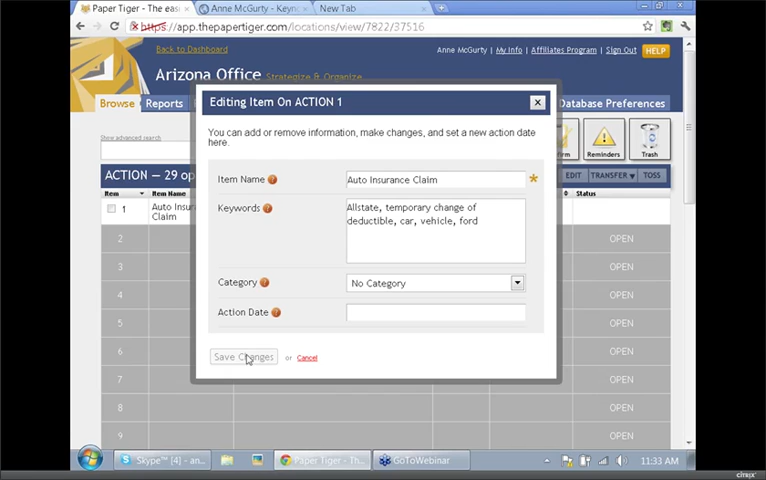 Paper Tiger - The easi
Anne McGurty - Keyno
New Tab
https://app.thepapertiger.com/locations/view/7822/37516
Back to Dashboard
Anne McGurty | My Info | Affiliates Program | Sign Out HELP
Arizona Office Strategize & Organize
Browse Reports Database Preferences
Editing Item On ACTION 1
x
You can add or remove information, make changes, and set a new action date
here.
Show advanced search
Reminders Trash
ACTION — 29 op
EDIT TRANSFER TOSS
Item Item Name Status
1 Auto Insura
Claim
2 OPEN
3 OPEN
4 OPEN
5 OPEN
6 OPEN
7 OPEN
8 OPEN
9 OPEN
Item Name ? Auto Insurance Claim *
Keywords ? Allstate, temporary change of
deductible, car, vehicle, ford
Category ? No Category
Action Date ?
Save Changes or Cancel
Skype™ [4] - an...
Paper Tiger - Th...
GoToWebinar
11:33 AM
citrix